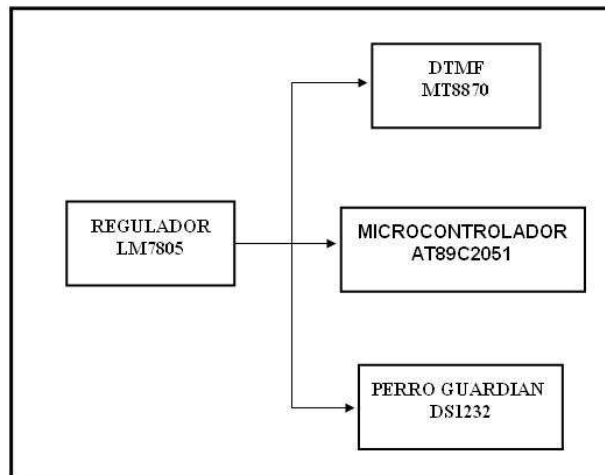 DTMF
MT8870
REGULADOR
LM7805
MICROCONTROLADOR
AT89C2051
PERRO GUARDIAN
DS1232